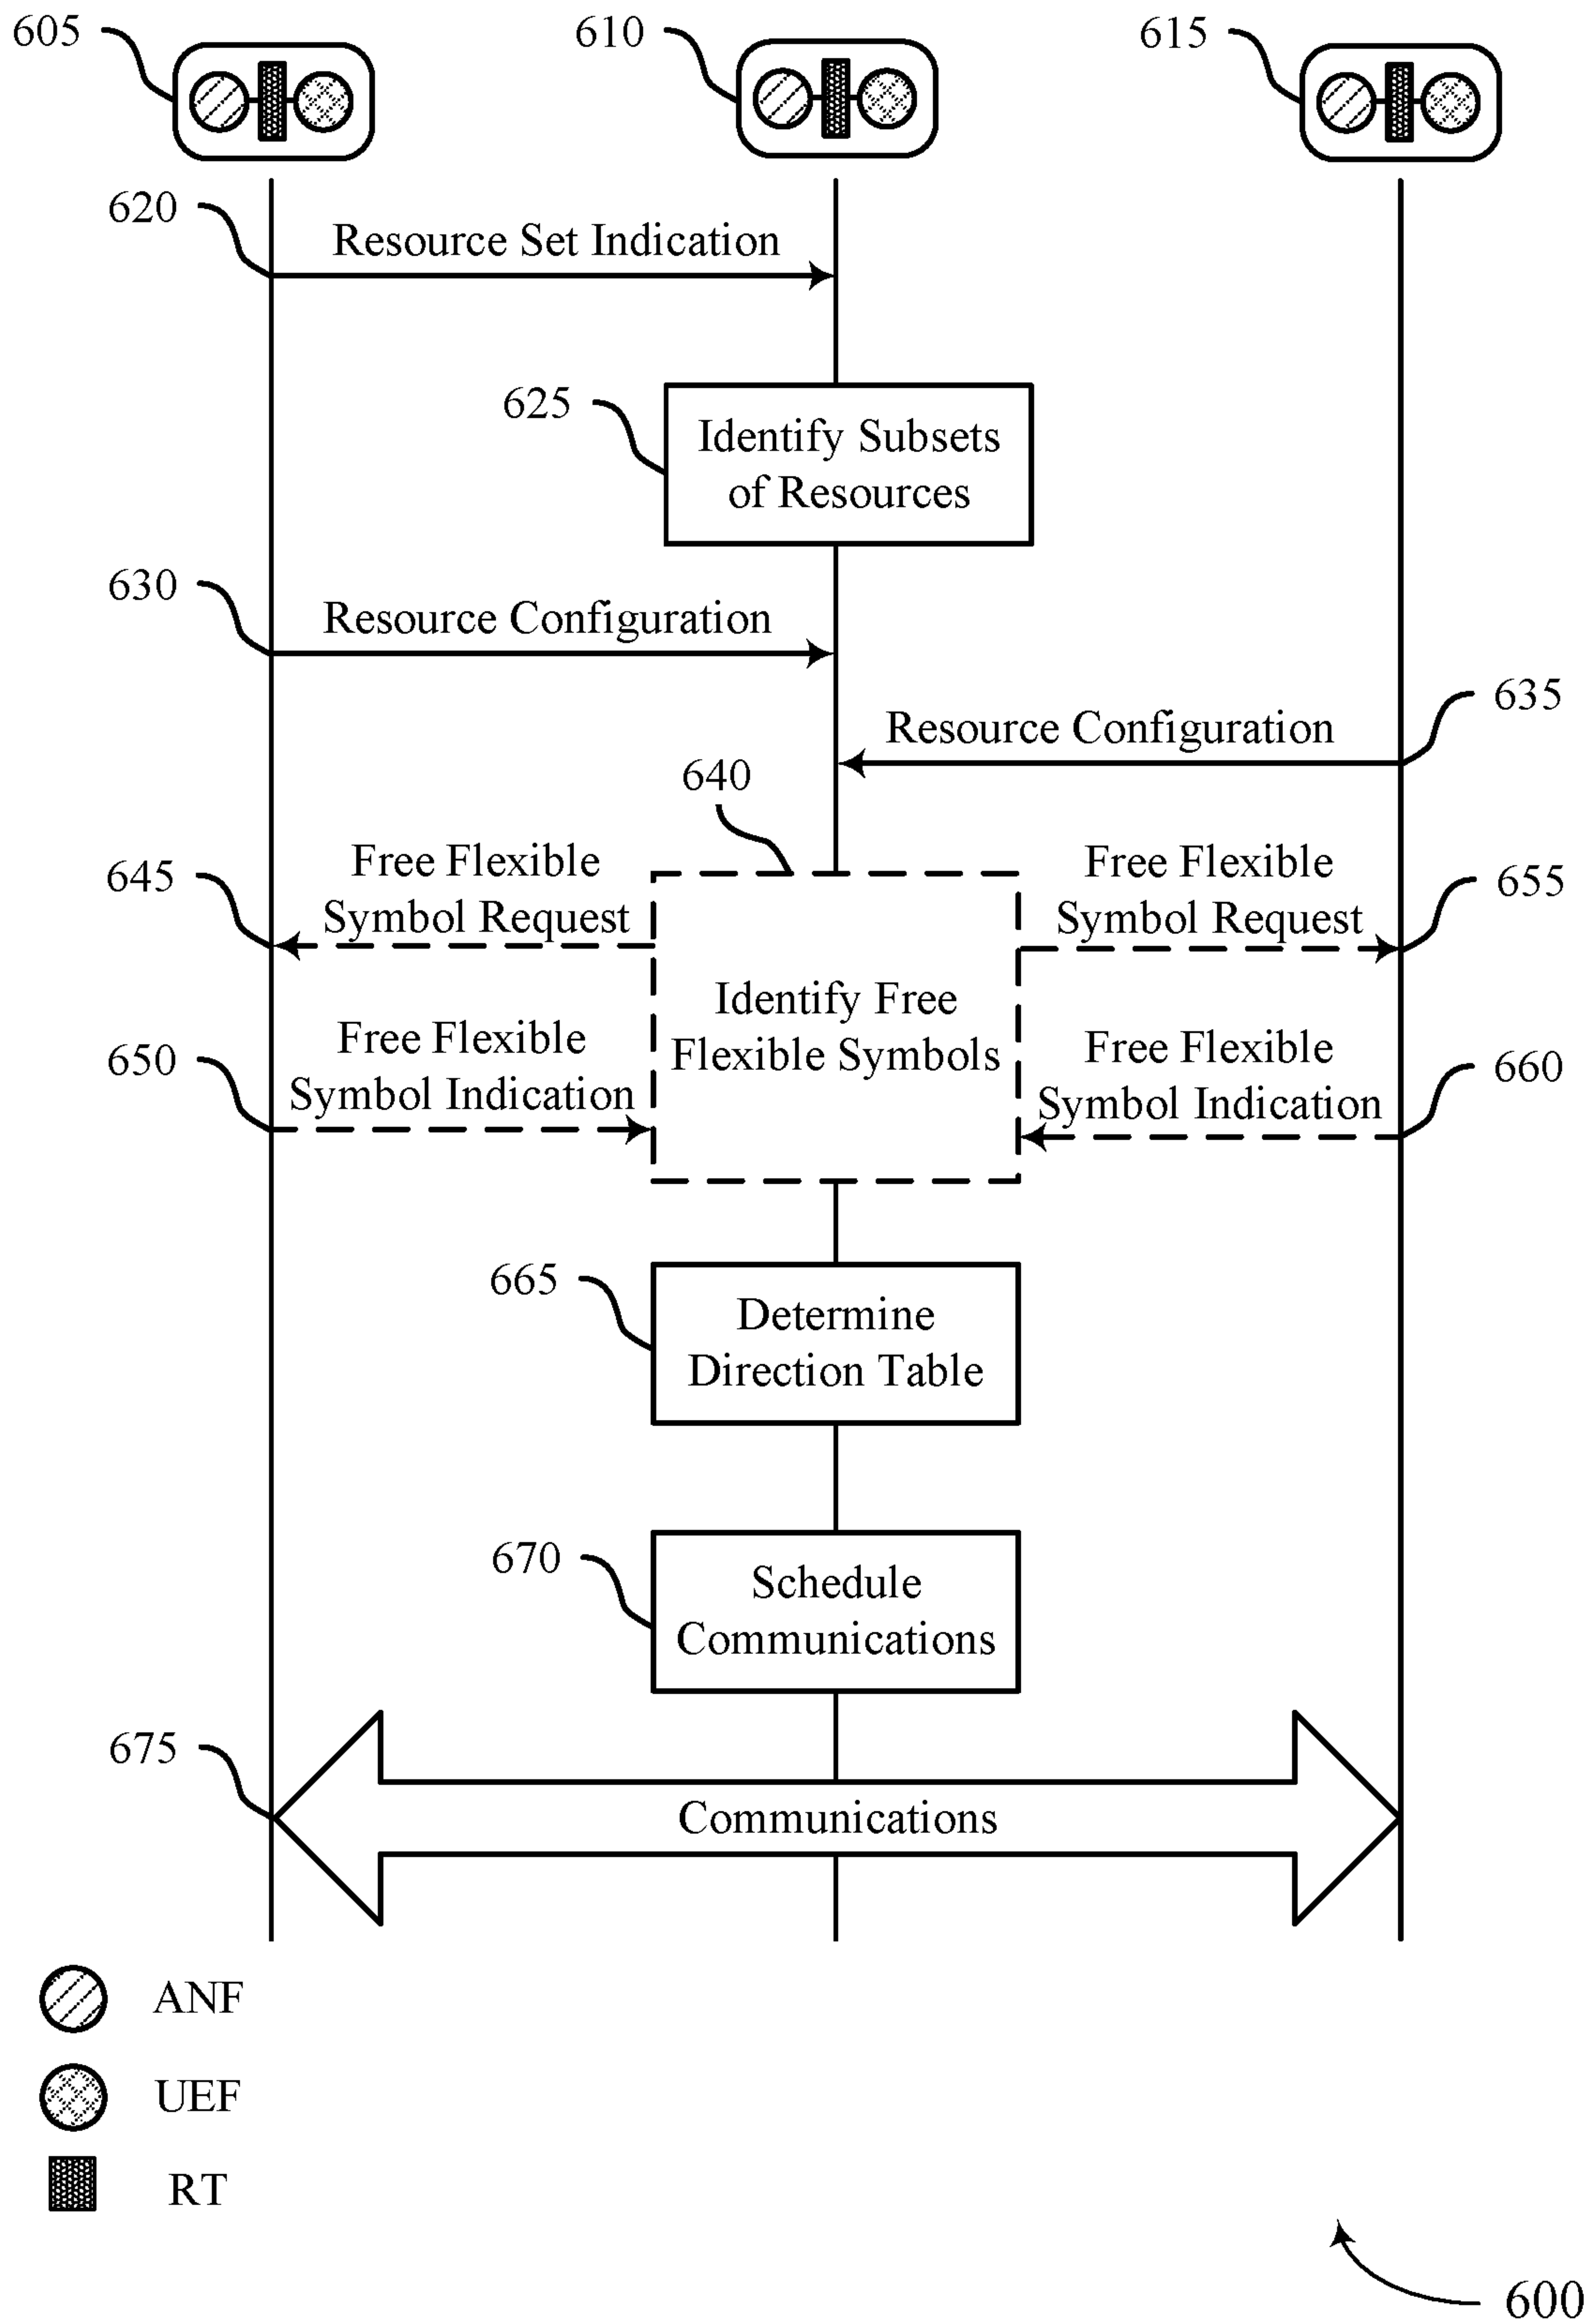 605
610
615
620
Resource Set Indication
625
Identify Subsets
of Resources
630
Resource Configuration
635
Resource Configuration
640
645
Free Flexible
Symbol Request
Free Flexible
Symbol Request
655
Identify Free
Flexible Symbols
650
Free Flexible
Symbol Indication
Free Flexible
Symbol Indication
660
665
Determine
Direction Table
670
Schedule
Communications
675
Communications
ANF
UEF
RT
600